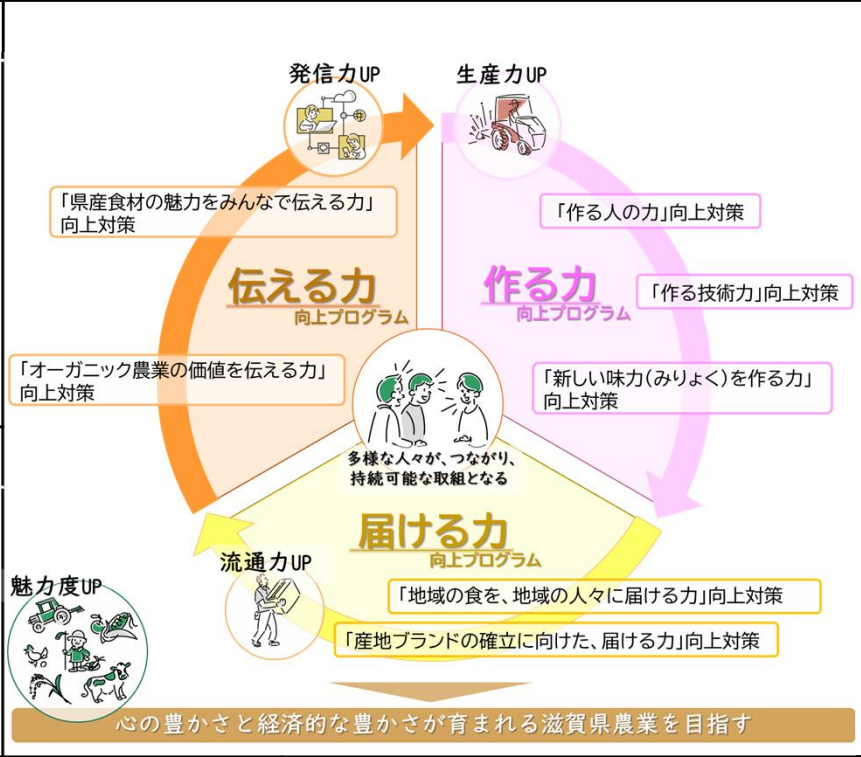 発信力UP
生産力UP
「県産食材の魅力をみんなで伝える力」
向上対策
「作る人の力」向上対策
伝える力
向上プログラム
作る力
向上プログラム
「作る技術力」向上対策
「オーガニック農業の価値を伝える力」
向上対策
「新しい味力(みりょく)を作る力」
向上対策
多様な人々が、つながり、
持続可能な取組となる
届ける力
向上プログラム
流通力UP
魅力度UP
「地域の食を、地域の人々に届ける力」向上対策
「産地ブランドの確立に向けた、届ける力」向上対策
心の豊かさと経済的な豊かさが育まれる滋賀県農業を目指す